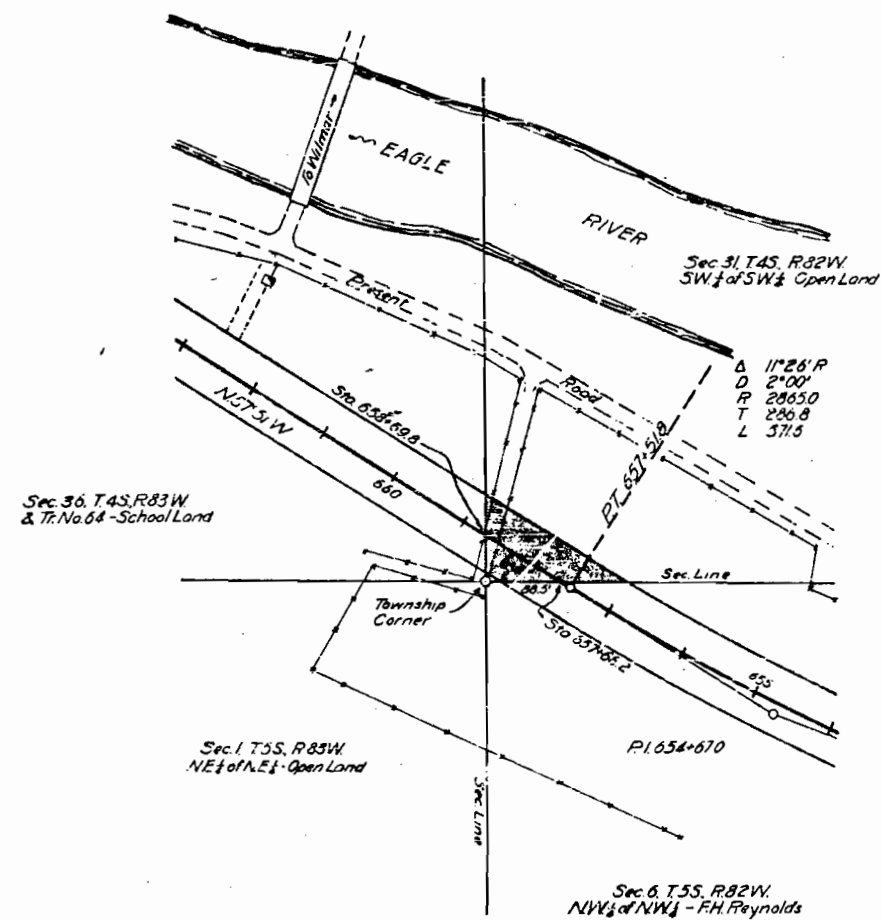 To Wilmar →
EAGLE
RIVER
Sec. 31, T.4S., R.82W.
SW.¼ of SW.¼ Open Land
Present
Road
Δ 11°26' R
D 2°00'
R 2865.0
T 286.8
L 571.5
N.57°51'W
Sta. 658+69.8
P.T. 657+51.8
660
Sec. 36, T.4S., R.83W.
& Tr. No. 64 - School Land
Sec. Line
Township
Corner
88.5'
Sta. 657+66.2
655
P.I. 654+670
Sec. 1, T.5S., R.83W.
NE¼ of NE¼ - Open Land
Sec. Line
Sec. 6, T.5S., R.82W.
NW¼ of NW¼ - F.H. Reynolds